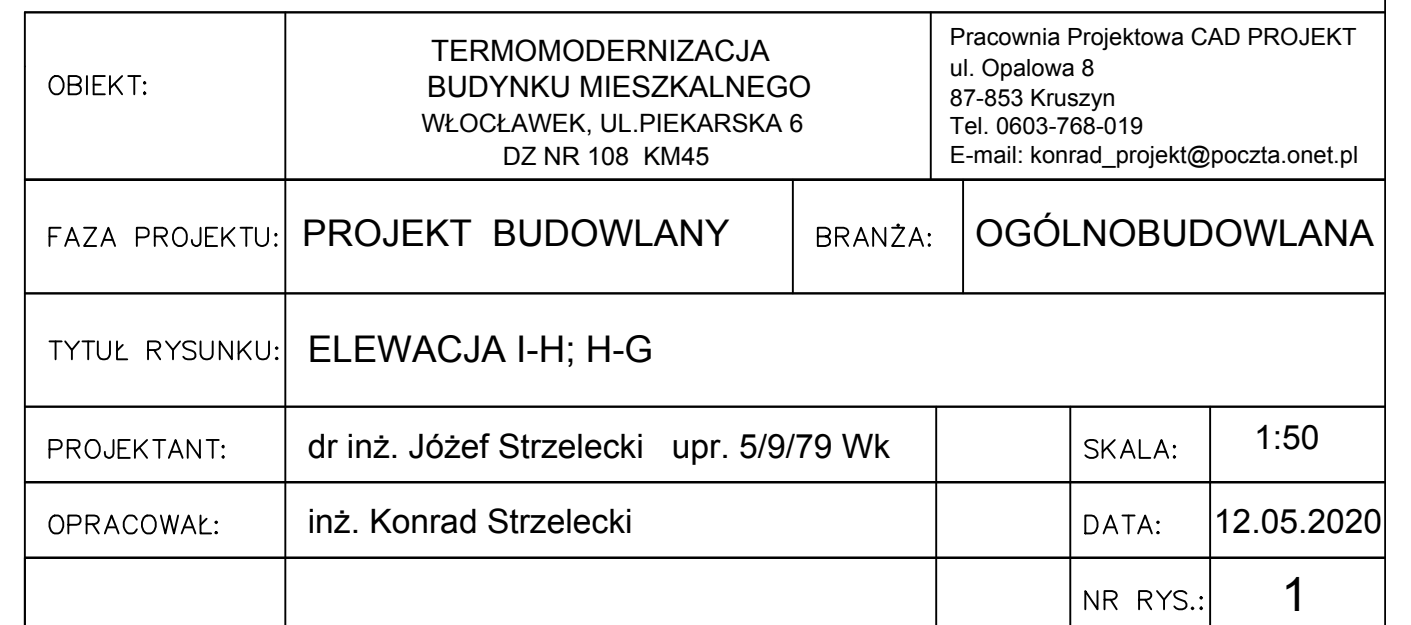 OBIEKT:
TERMOMODERNIZACJA
BUDYNKU MIESZKALNEGO
WŁOCŁAWEK, UL.PIEKARSKA 6
DZ NR 108 KM45
Pracownia Projektowa CAD PROJEKT
ul. Opalowa 8
87-853 Kruszyn
Tel. 0603-768-019
E-mail: konrad_projekt@poczta.onet.pl
FAZA PROJEKTU:
PROJEKT BUDOWLANY
BRANŻA:
OGÓLNOBUDOWLANA
TYTUŁ RYSUNKU:
ELEWACJA I-H; H-G
PROJEKTANT:
dr inż. Jóżef Strzelecki upr. 5/9/79 Wk
SKALA:
1:50
OPRACOWAŁ:
inż. Konrad Strzelecki
DATA:
12.05.2020
NR RYS.:
1